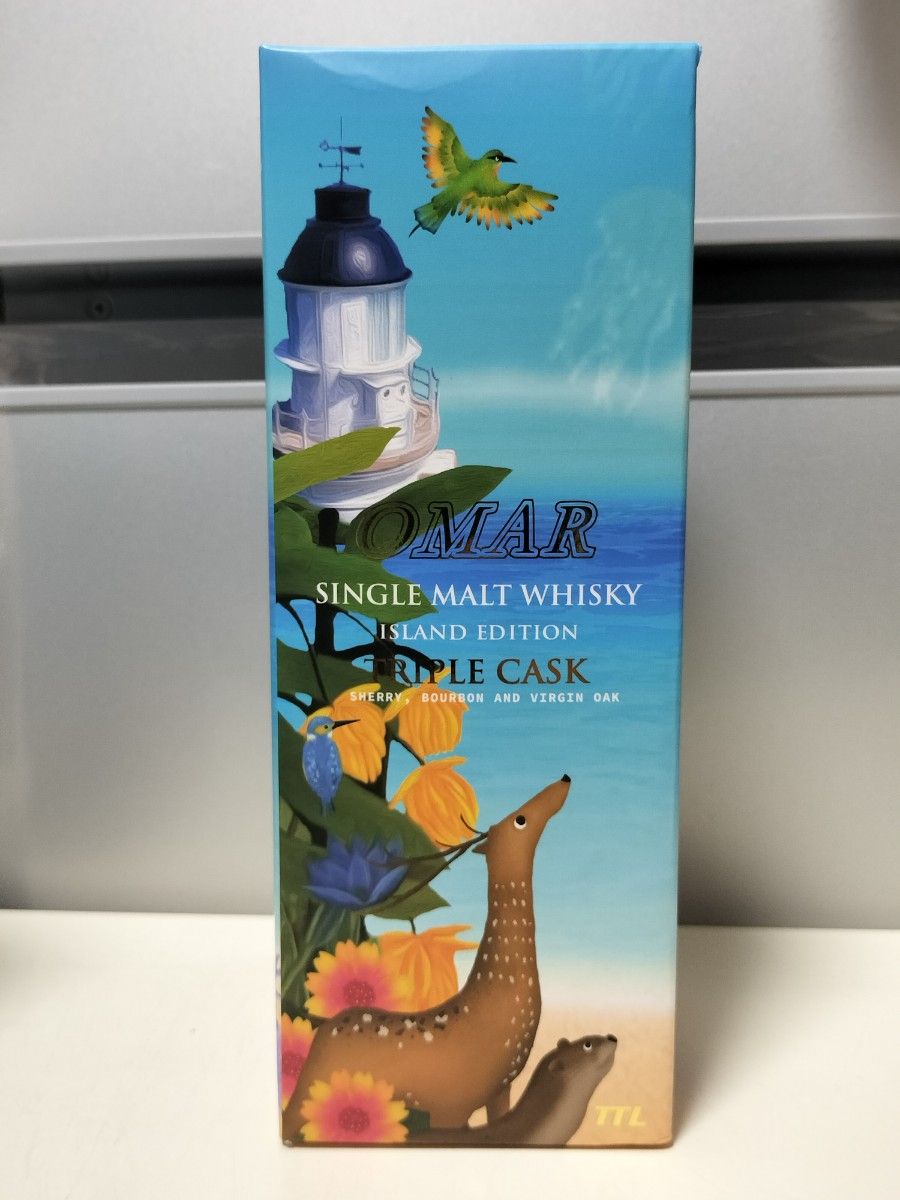 OMAR
SINGLE MALT WHISKY
ISLAND EDITION
TRIPLE CASK
SHERRY, BOURBON AND VIRGIN OAK
TTL